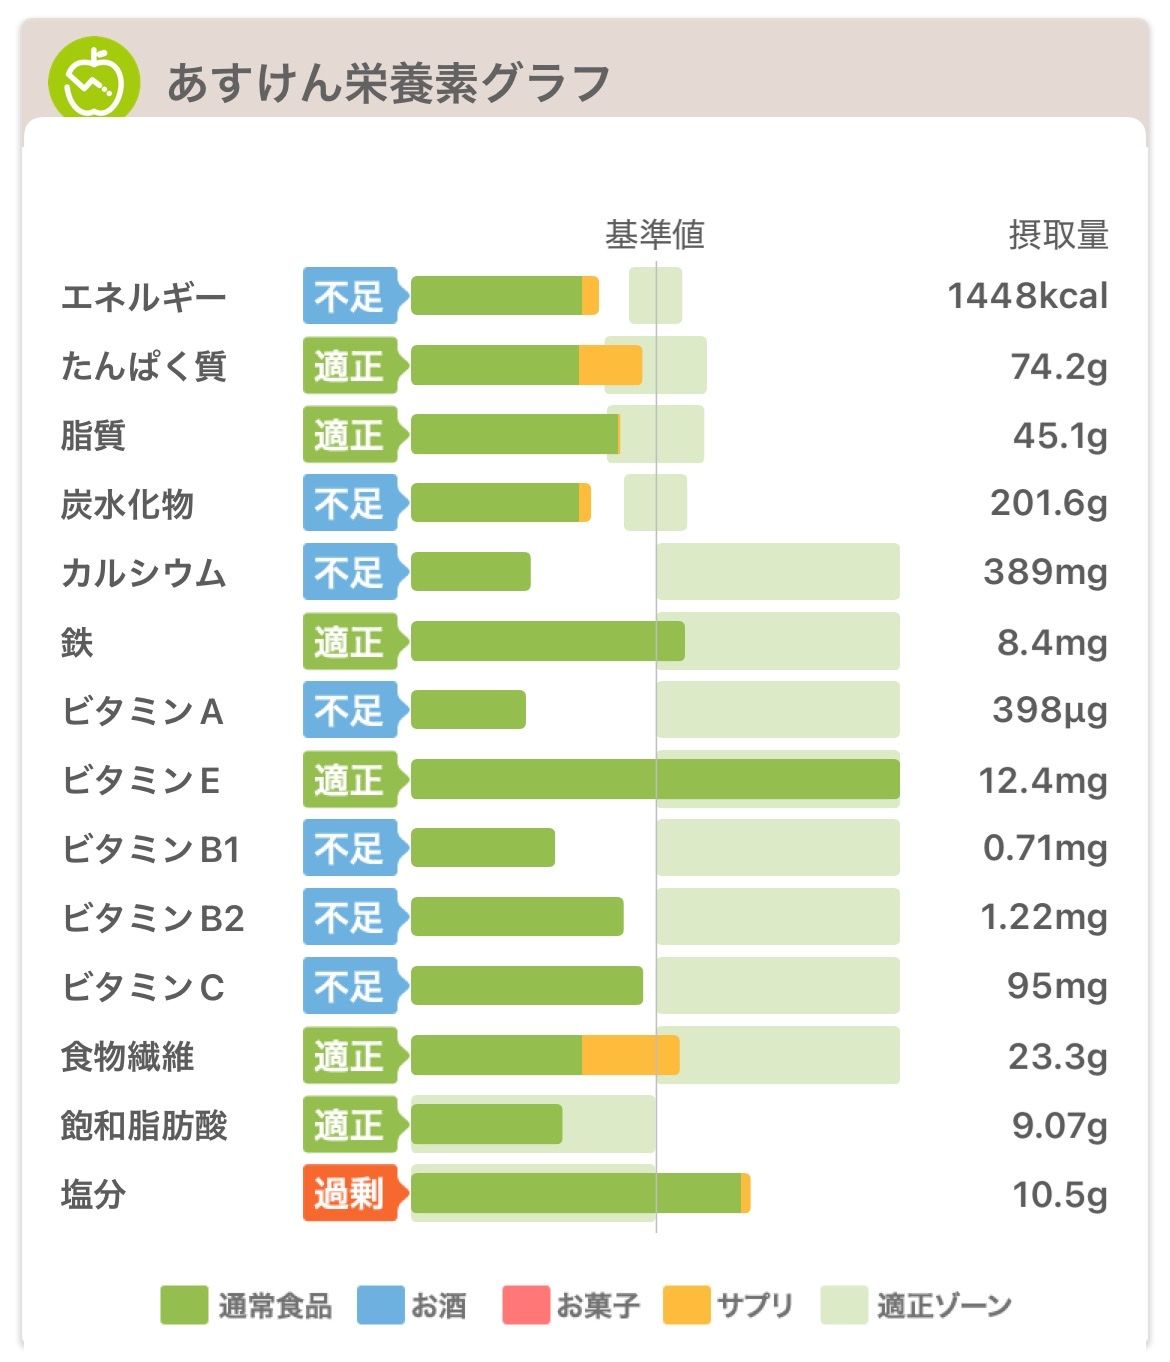 あすけん栄養素グラフ
基準値 摂取量
エネルギー 不足 1448kcal
たんぱく質 適正 74.2g
脂質 適正 45.1g
炭水化物 不足 201.6g
カルシウム 不足 389mg
鉄 適正 8.4mg
ビタミンA 不足 398μg
ビタミンE 適正 12.4mg
ビタミンB1 不足 0.71mg
ビタミンB2 不足 1.22mg
ビタミンC 不足 95mg
食物繊維 適正 23.3g
飽和脂肪酸 適正 9.07g
塩分 過剰 10.5g
通常食品 お酒 お菓子 サプリ 適正ゾーン